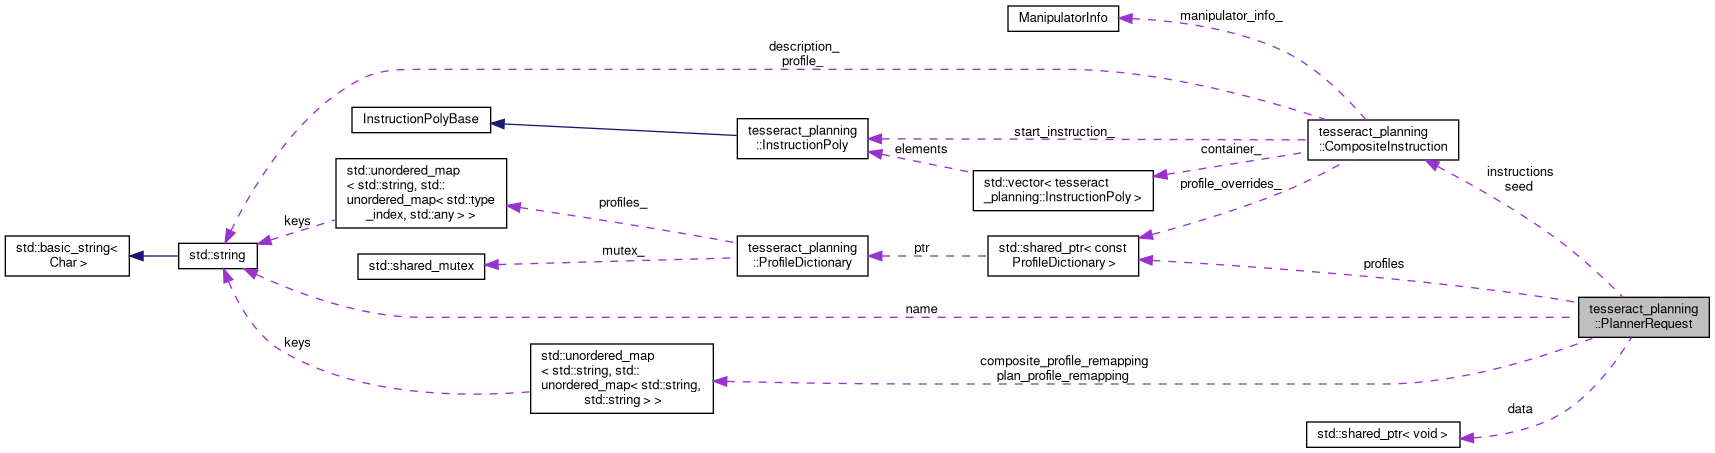 ManipulatorInfo
manipulator_info_
description_
profile_
InstructionPolyBase
tesseract_planning
::InstructionPoly
start_instruction_
tesseract_planning
::CompositeInstruction
elements
container_
std::vector< tesseract
_planning::InstructionPoly >
profile_overrides_
instructions
seed
std::unordered_map
< std::string, std::
unordered_map< std::type
_index, std::any > >
keys
profiles_
std::basic_string<
Char >
std::string
std::shared_mutex
mutex_
tesseract_planning
::ProfileDictionary
ptr
std::shared_ptr< const
ProfileDictionary >
profiles
name
tesseract_planning
::PlannerRequest
keys
std::unordered_map
< std::string, std::
unordered_map< std::string,
std::string > >
composite_profile_remapping
plan_profile_remapping
data
std::shared_ptr< void >